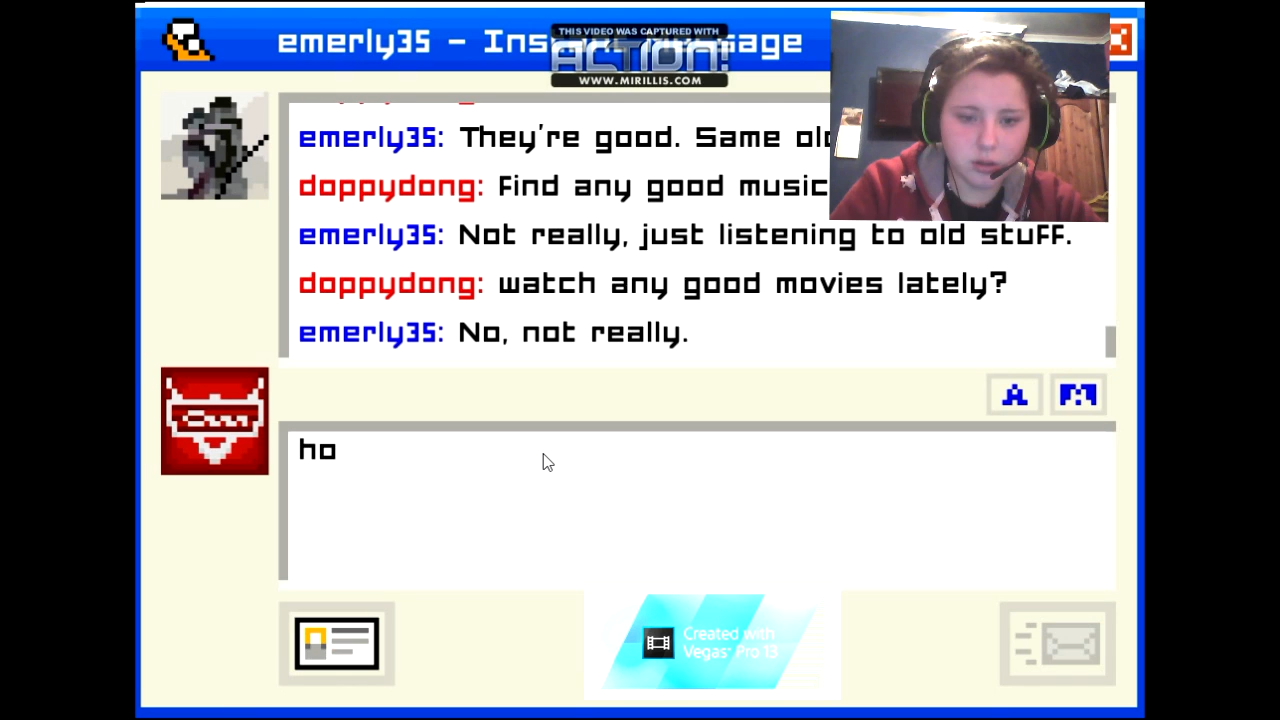 emerly35 - Ins
THIS VIDEO WAS CAPTURED WITH
ACTION!
WWW.MIRILLIS.COM
sage
emerly35: They're good. Same
doppydong: Find any good music
emerly35: Not really, just listening to old stuff.
doppydong: watch any good movies lately?
emerly35: No, not really.
A
ho
Created with
Vegas Pro 13